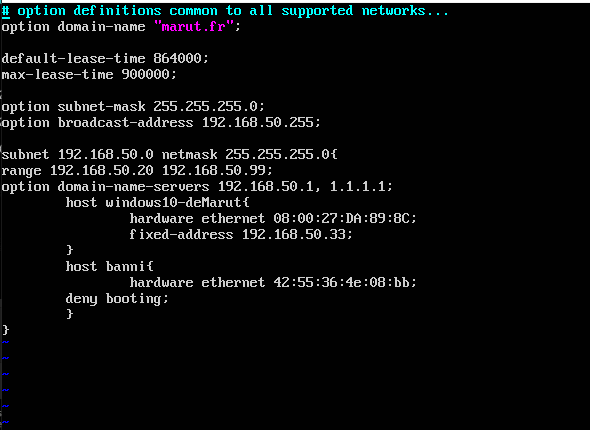 # option definitions common to all supported networks...
option domain-name "marut.fr";
default-lease-time 864000;
max-lease-time 900000;
option subnet-mask 255.255.255.0;
option broadcast-address 192.168.50.255;
subnet 192.168.50.0 netmask 255.255.255.0{
range 192.168.50.20 192.168.50.99;
option domain-name-servers 192.168.50.1, 1.1.1.1;
host windows10-deMarut{
hardware ethernet 08:00:27:DA:89:8C;
fixed-address 192.168.50.33;
}
host banni{
hardware ethernet 42:55:36:4e:08:bb;
deny booting;
}
}
~
~
~
~
~
~